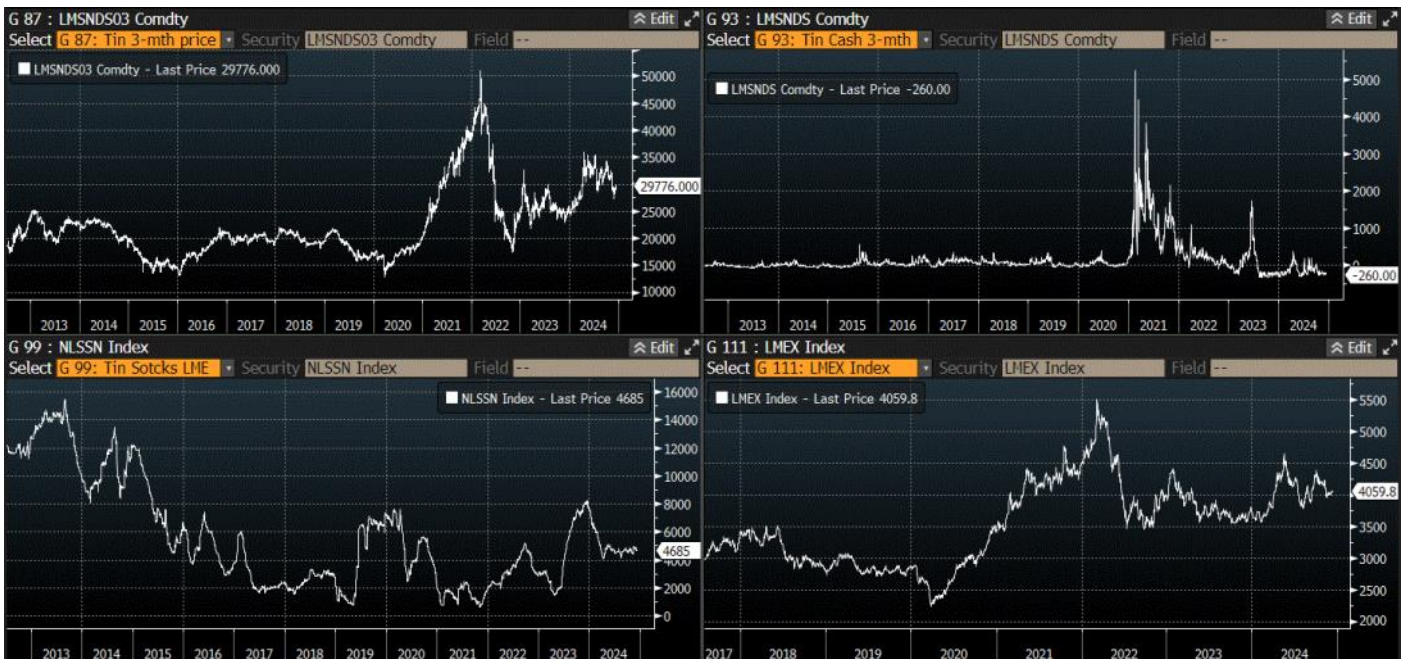 G 87 : LMSNDS03 Comdty
Edit
Select G 87: Tin 3-mth price Security LMSNDS03 Comdty Field --
LMSNDS03 Comdty - Last Price 29776.000
50000
45000
40000
35000
29776.000
25000
20000
15000
10000
2013 2014 2015 2016 2017 2018 2019 2020 2021 2022 2023 2024
G 93 : LMSNDS Comdty
Edit
Select G 93: Tin Cash 3-mth Security LMSNDS Comdty Field --
LMSNDS Comdty - Last Price -260.00
5000
4000
3000
2000
1000
0
-260.00
2013 2014 2015 2016 2017 2018 2019 2020 2021 2022 2023 2024
G 99 : NLSSN Index
Edit
Select G 99: Tin Sotcks LME Security NLSSN Index Field --
NLSSN Index - Last Price 4685
16000
14000
12000
10000
8000
6000
4685
4000
2000
0
2013 2014 2015 2016 2017 2018 2019 2020 2021 2022 2023 2024
G 111 : LMEX Index
Edit
Select G 111: LMEX Index Security LMEX Index Field --
LMEX Index - Last Price 4059.8
5500
5000
4500
4059.8
3500
3000
2500
2000
2017 2018 2019 2020 2021 2022 2023 2024